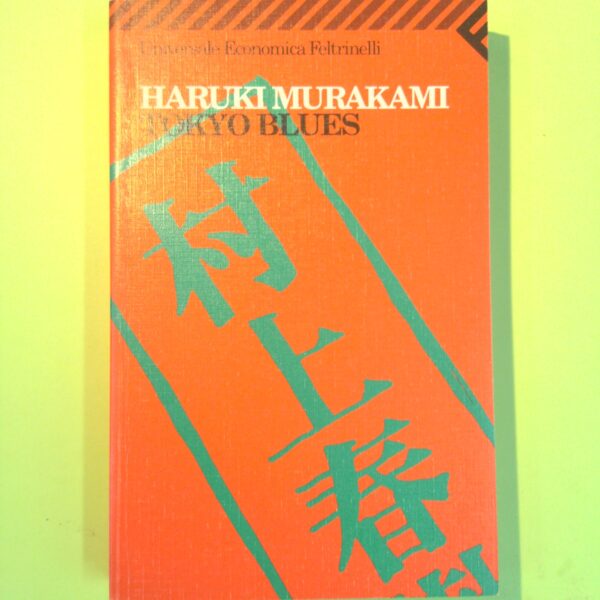 Universale Economica Feltrinelli
HARUKI MURAKAMI
TOKYO BLUES
村上春